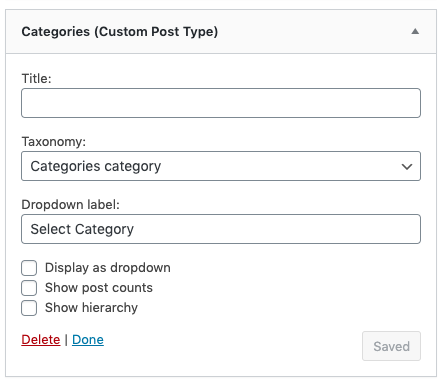 Categories (Custom Post Type)
Title:
Taxonomy:
Categories category
Dropdown label:
Select Category
Display as dropdown
Show post counts
Show hierarchy
Delete | Done
Saved